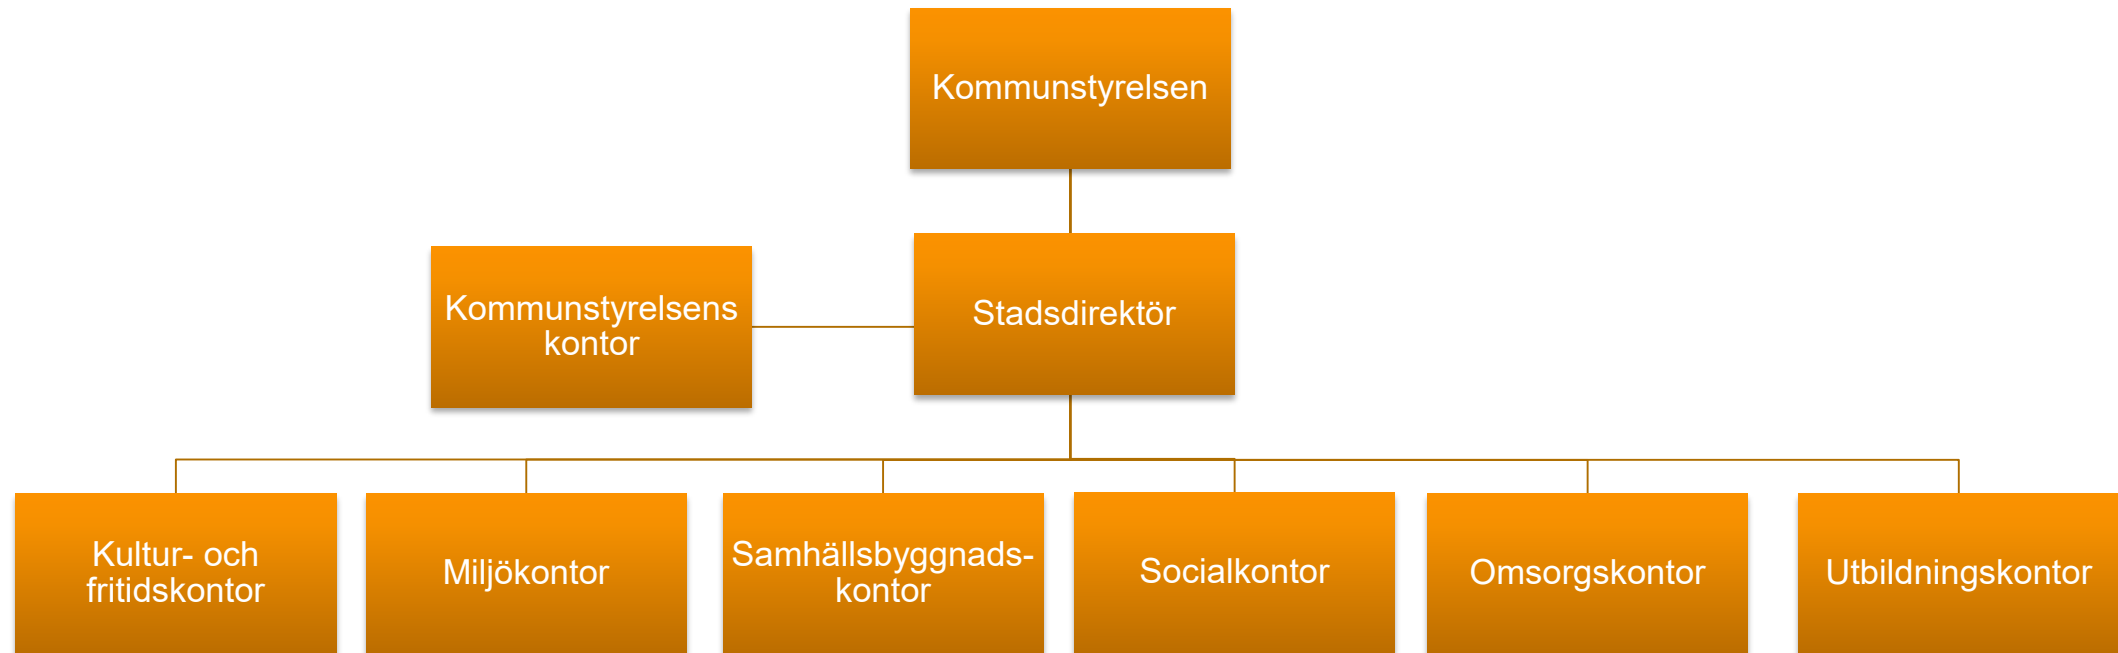 Kommunstyrelsen
Kommunstyrelsens
kontor
Stadsdirektör
Kultur- och
fritidskontor
Miljökontor
Samhällsbyggnads-
kontor
Socialkontor
Omsorgskontor
Utbildningskontor